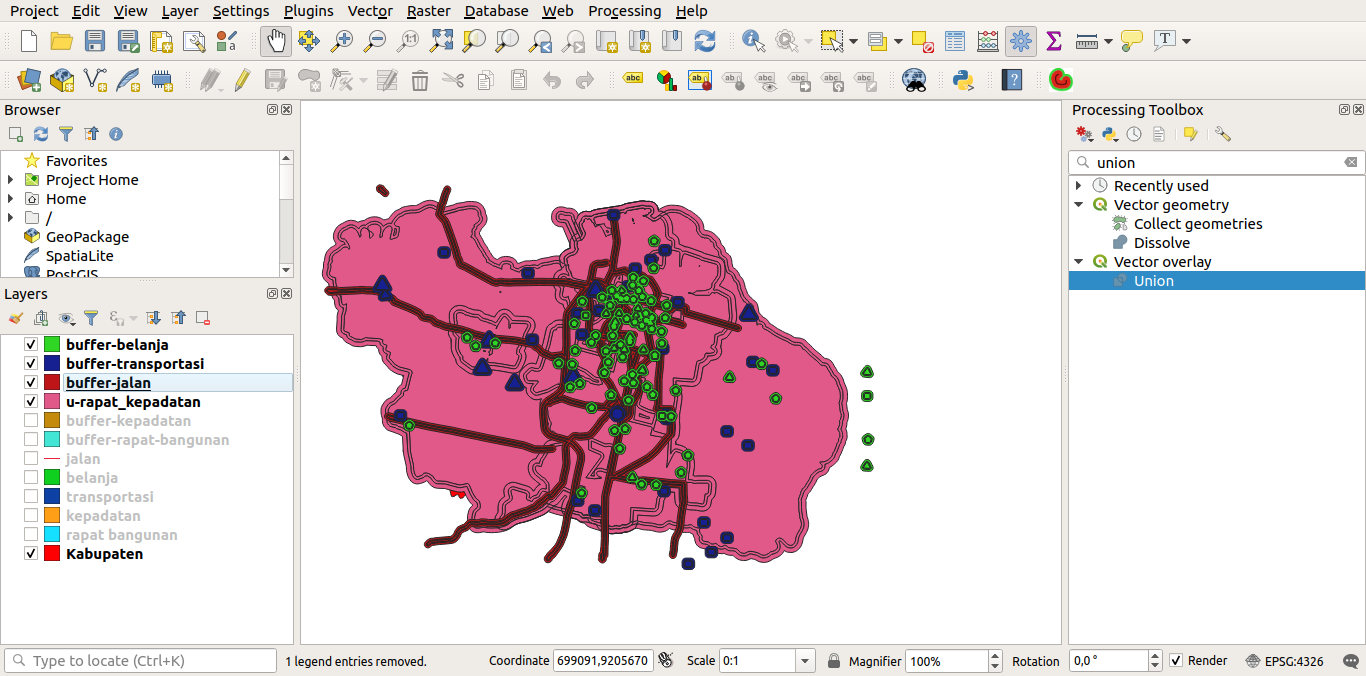 Project Edit View Layer Settings Plugins Vector Raster Database Web Processing Help
Browser
Favorites
Project Home
Home
/
GeoPackage
SpatiaLite
PostGIS
Layers
buffer-belanja
buffer-transportasi
buffer-jalan
u-rapat_kepadatan
buffer-kepadatan
buffer-rapat-bangunan
jalan
belanja
transportasi
kepadatan
rapat bangunan
Kabupaten
Processing Toolbox
union
Recently used
Vector geometry
Collect geometries
Dissolve
Vector overlay
Union
Type to locate (Ctrl+K) 1 legend entries removed. Coordinate 699091,9205670 Scale 0:1 Magnifier 100% Rotation 0,0 ° Render EPSG:4326